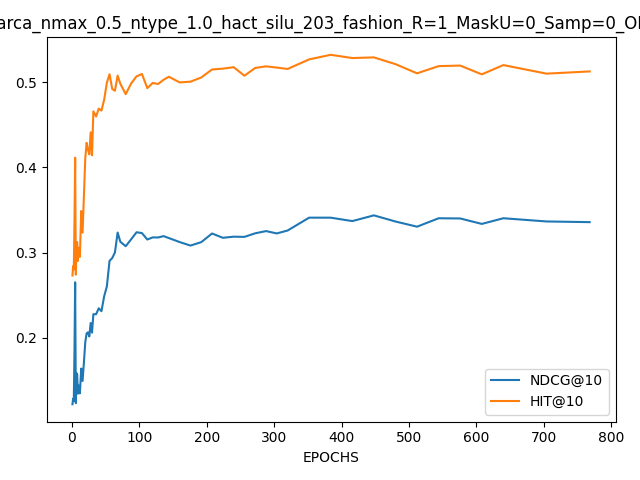 arca_nmax_0.5_ntype_1.0_hact_silu_203_fashion_R=1_MaskU=0_Samp=0_O
0.5
0.4
0.3
0.2
NDCG@10
HIT@10
0 100 200 300 400 500 600 700 800
EPOCHS